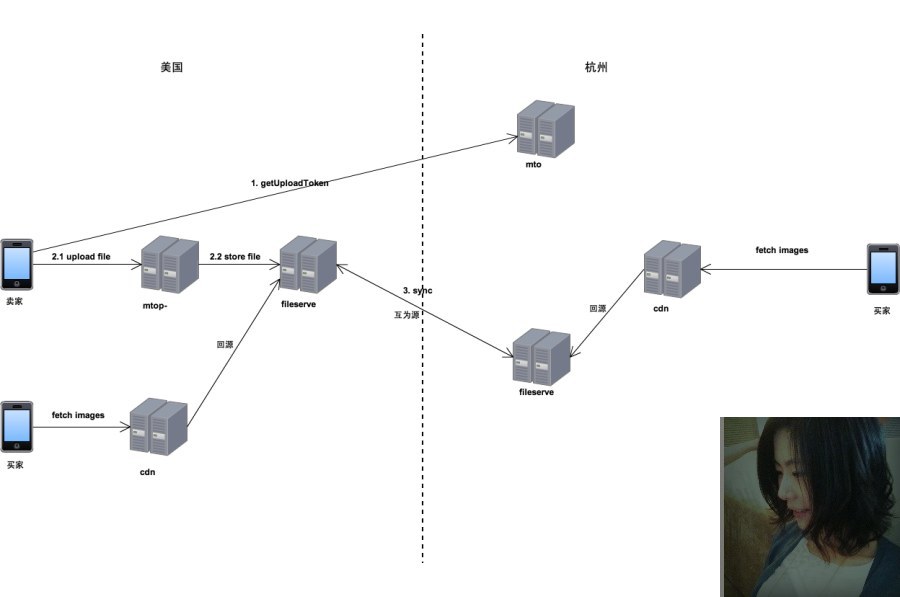 美国
杭州
mto
1. getUploadToken
2.1 upload file
2.2 store file
fetch images
卖家
mtop-
fileserve
3. sync
互为源
回源
cdn
买家
回源
fileserve
fetch images
买家
cdn